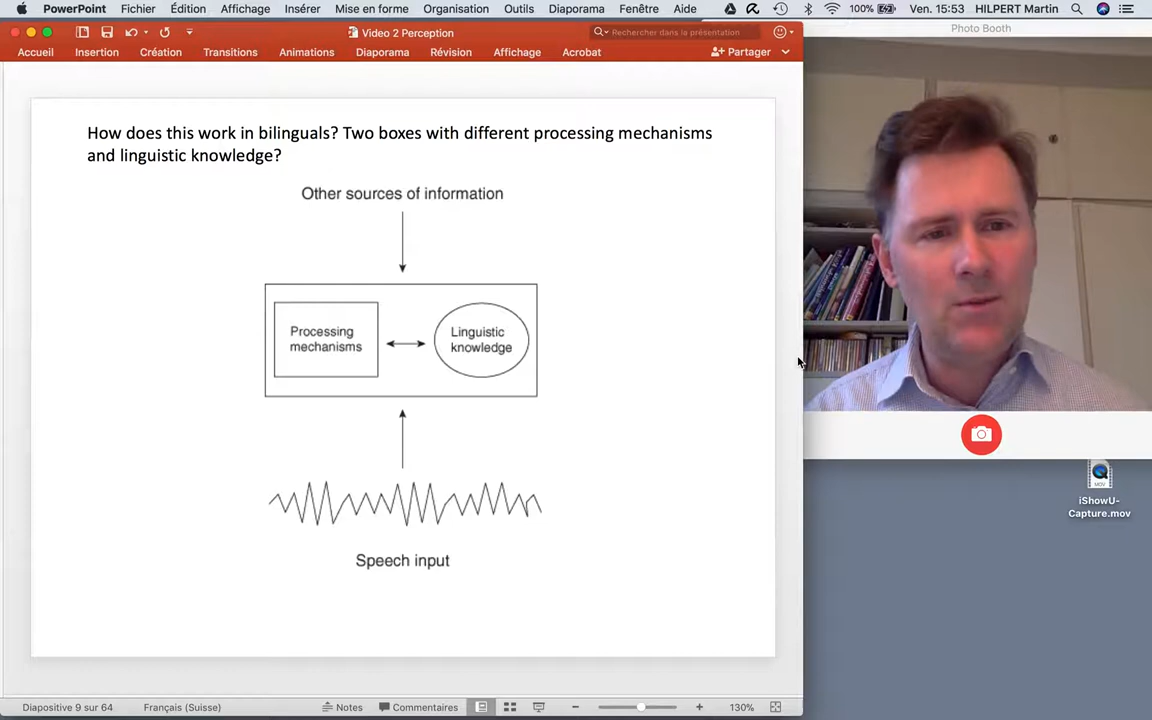 PowerPoint Fichier Édition Affichage Insérer Mise en forme Organisation Outils Diaporama Fenêtre Aide 100% Ven. 15:53 HILPERT Martin
Video 2 Perception
Rechercher dans la présentation
Photo Booth
Accueil Insertion Création Transitions Animations Diaporama Révision Affichage Acrobat Partager
How does this work in bilinguals? Two boxes with different processing mechanisms
and linguistic knowledge?
Other sources of information
Processing
mechanisms
Linguistic
knowledge
Speech input
iShowU-
Capture.mov
Diapositive 9 sur 64 Français (Suisse) Notes Commentaires 130%